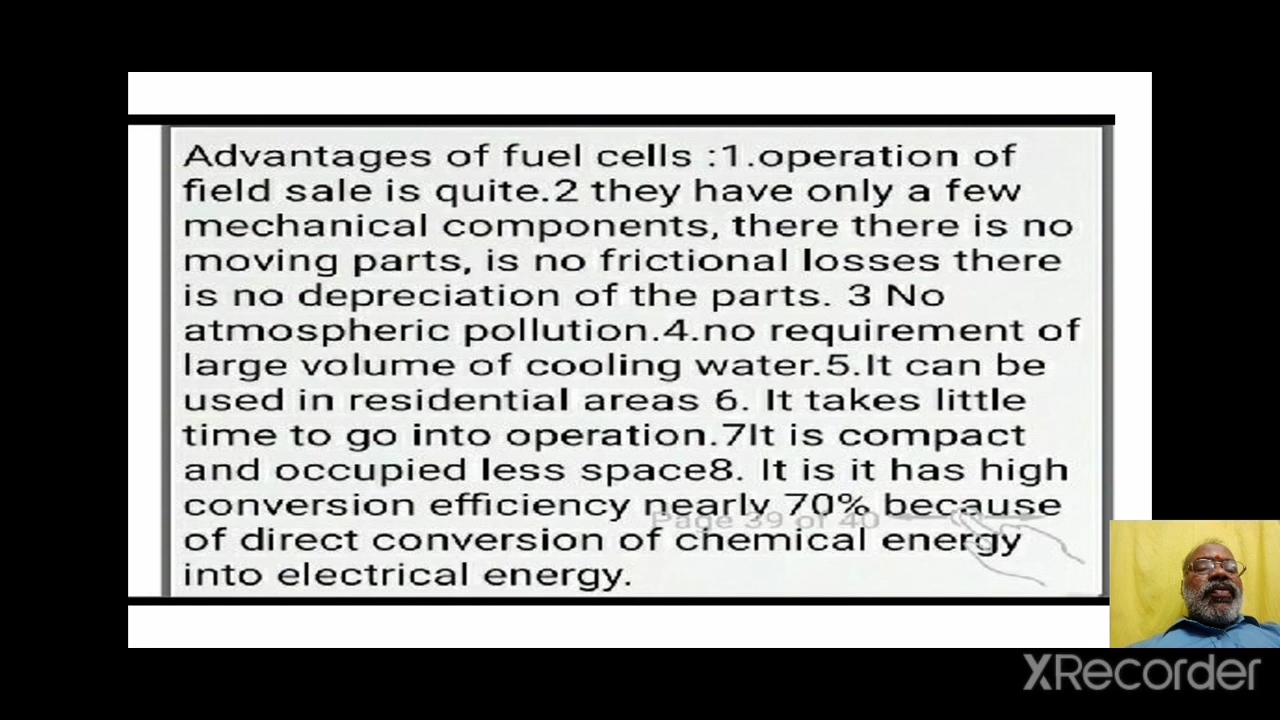 Advantages of fuel cells :1.operation of
field sale is quite.2 they have only a few
mechanical components, there there is no
moving parts, is no frictional losses there
is no depreciation of the parts. 3 No
atmospheric pollution.4.no requirement of
large volume of cooling water.5.It can be
used in residential areas 6. It takes little
time to go into operation.7It is compact
and occupied less space8. It is it has high
conversion efficiency nearly 70% because
Page 39 of 40
of direct conversion of chemical energy
into electrical energy.
XRecorder